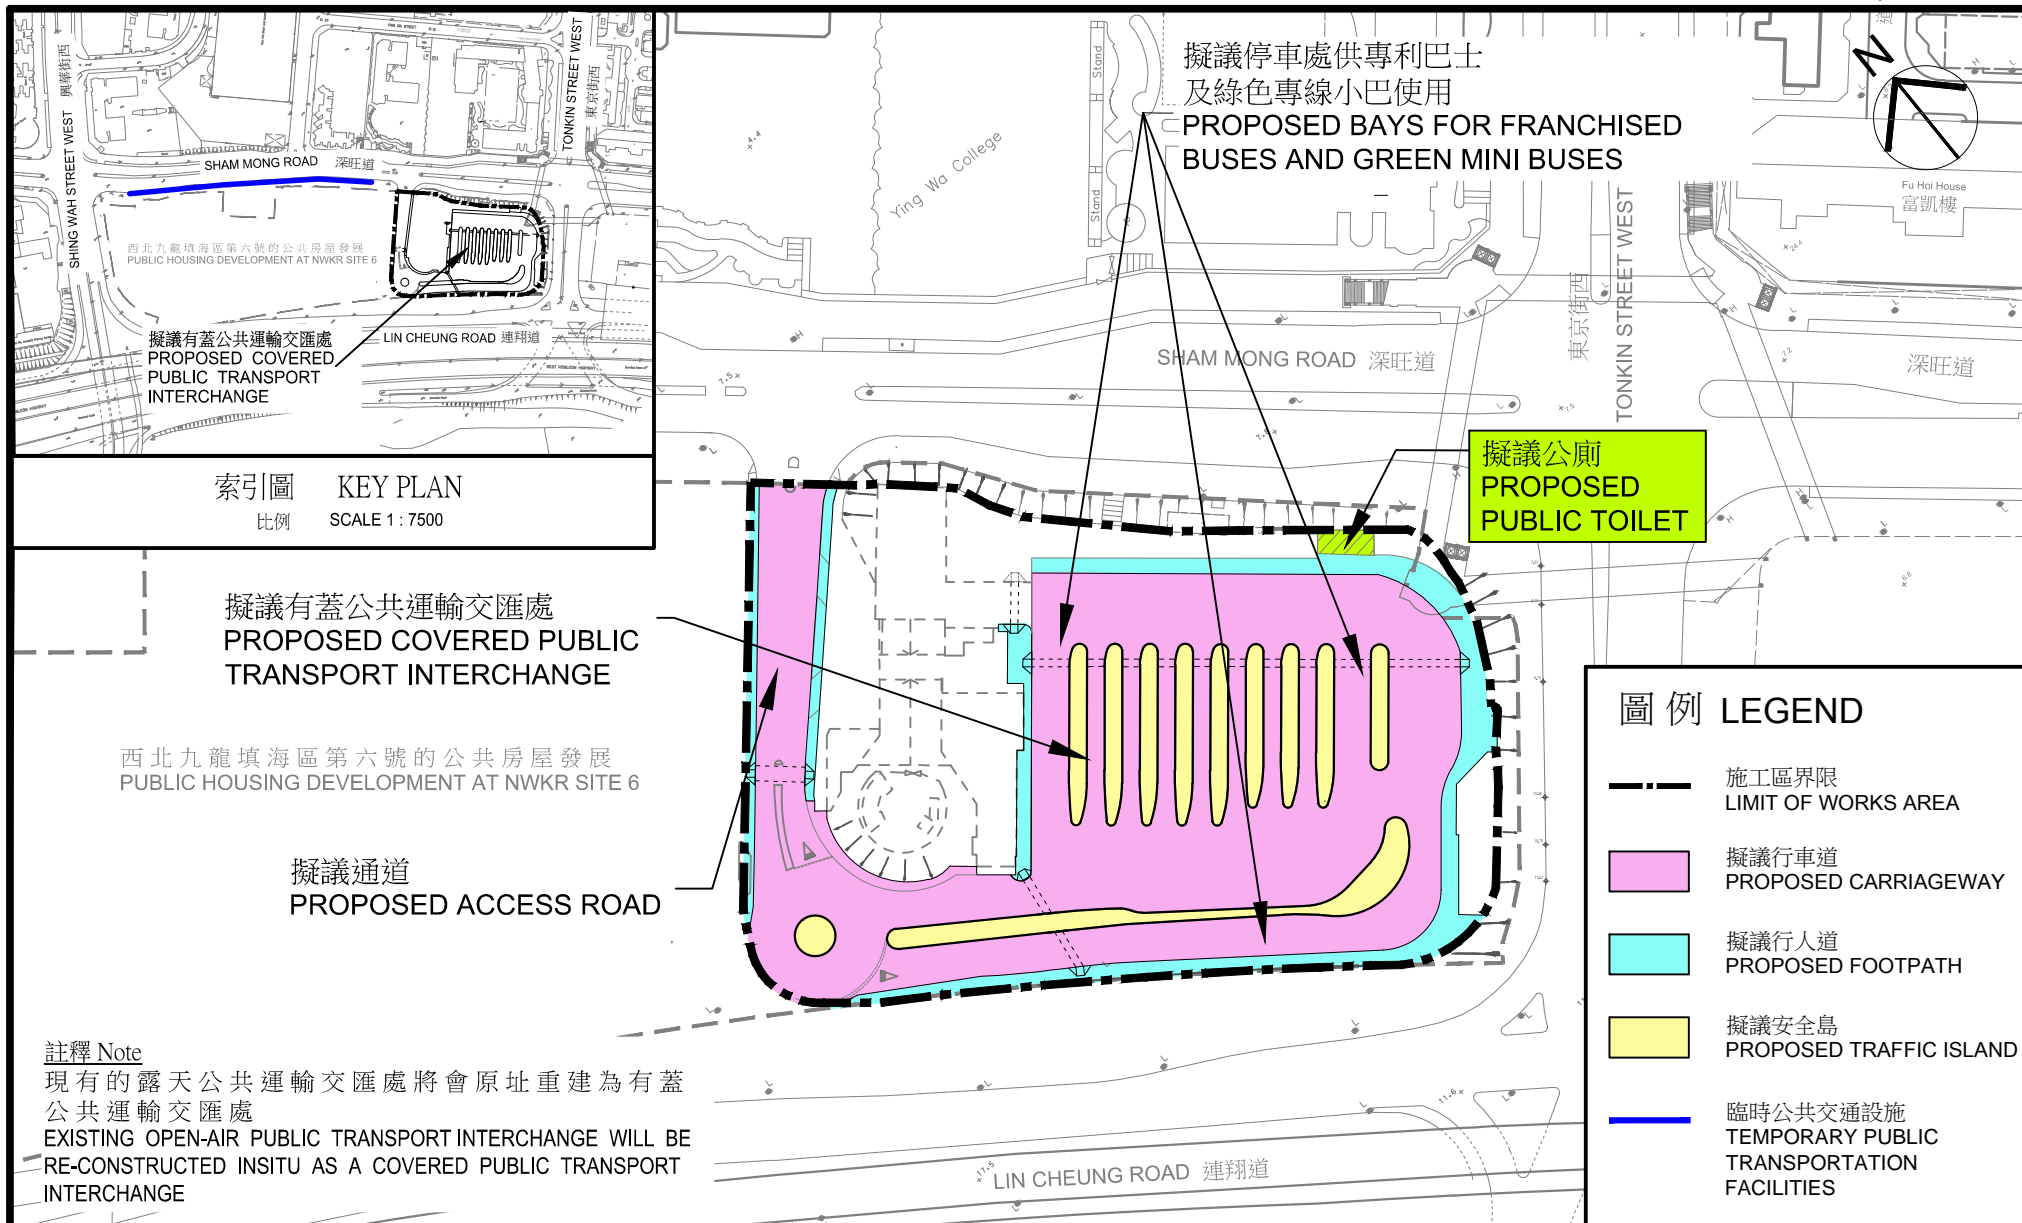 SHING WAH STREET WEST 興華街西
TONKIN STREET WEST
東京街西
SHAM MONG ROAD 深旺道
西北九龍填海區第六號的公共房屋發展
PUBLIC HOUSING DEVELOPMENT AT NWKR SITE 6
擬議有蓋公共運輸交匯處
PROPOSED COVERED
PUBLIC TRANSPORT
INTERCHANGE
LIN CHEUNG ROAD 連翔道
索引圖 KEY PLAN
比例 SCALE 1 : 7500
擬議停車處供專利巴士
及綠色專線小巴使用
PROPOSED BAYS FOR FRANCHISED
BUSES AND GREEN MINI BUSES
N
Stand
Stand
Ying Wa College
Fu Hoi House
富凱樓
東京街西
TONKIN STREET WEST
SHAM MONG ROAD 深旺道
深旺道
擬議公廁
PROPOSED
PUBLIC TOILET
擬議有蓋公共運輸交匯處
PROPOSED COVERED PUBLIC
TRANSPORT INTERCHANGE
西北九龍填海區第六號的公共房屋發展
PUBLIC HOUSING DEVELOPMENT AT NWKR SITE 6
擬議通道
PROPOSED ACCESS ROAD
註釋 Note
現有的露天公共運輸交匯處將會原址重建為有蓋
公共運輸交匯處
EXISTING OPEN-AIR PUBLIC TRANSPORT INTERCHANGE WILL BE
RE-CONSTRUCTED INSITU AS A COVERED PUBLIC TRANSPORT
INTERCHANGE
LIN CHEUNG ROAD 連翔道
圖例 LEGEND
施工區界限
LIMIT OF WORKS AREA
擬議行車道
PROPOSED CARRIAGEWAY
擬議行人道
PROPOSED FOOTPATH
擬議安全島
PROPOSED TRAFFIC ISLAND
臨時公共交通設施
TEMPORARY PUBLIC
TRANSPORTATION
FACILITIES